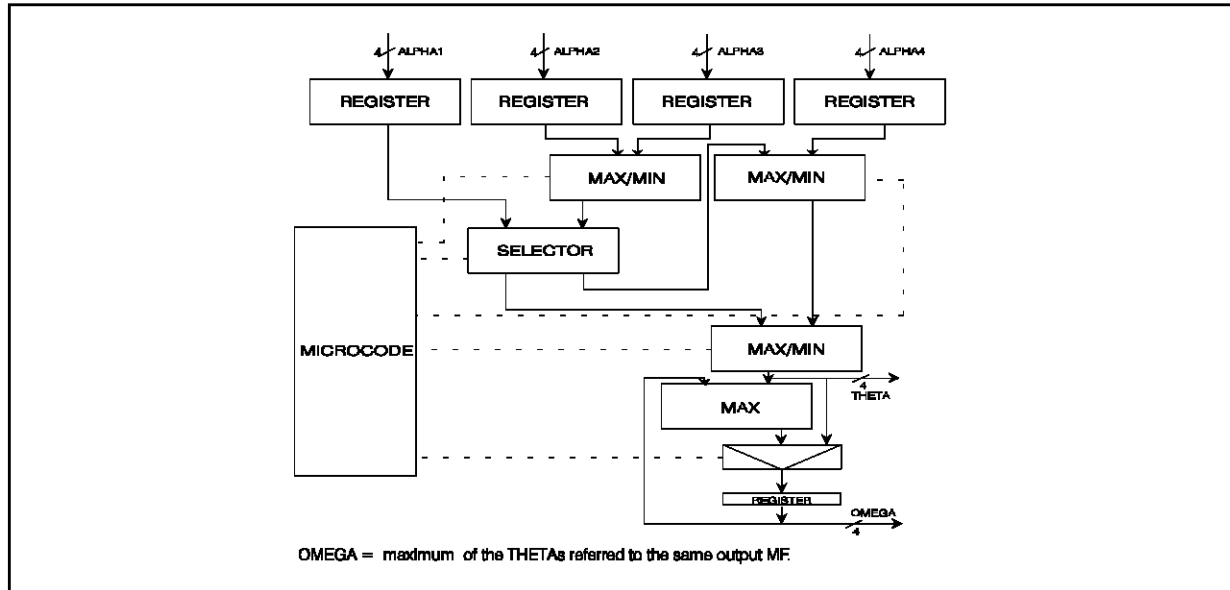 4 ALPHA1 4 ALPHA2 4 ALPHA3 4 ALPHA4
REGISTER REGISTER REGISTER REGISTER
MAX/MIN MAX/MIN
SELECTOR
MICROCODE MAX/MIN
4
THETA
MAX
REGISTER
OMEGA
4
OMEGA = maximum of the THETAs referred to the same output MF.